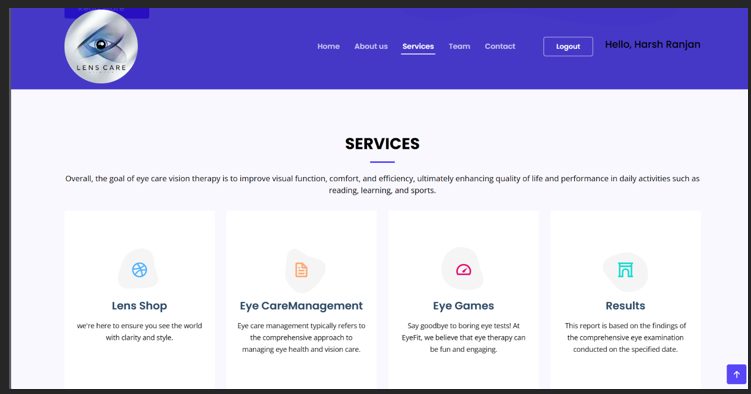 LENS CARE
Home About us Services Team Contact Logout Hello, Harsh Ranjan
SERVICES
Overall, the goal of eye care vision therapy is to improve visual function, comfort, and efficiency, ultimately enhancing quality of life and performance in daily activities such as
reading, learning, and sports.
Lens Shop
we're here to ensure you see the world
with clarity and style.
Eye CareManagement
Eye care management typically refers to
the comprehensive approach to
managing eye health and vision care.
Eye Games
Say goodbye to boring eye tests! At
EyeFit, we believe that eye therapy can
be fun and engaging.
Results
This report is based on the findings of
the comprehensive eye examination
conducted on the specified date.